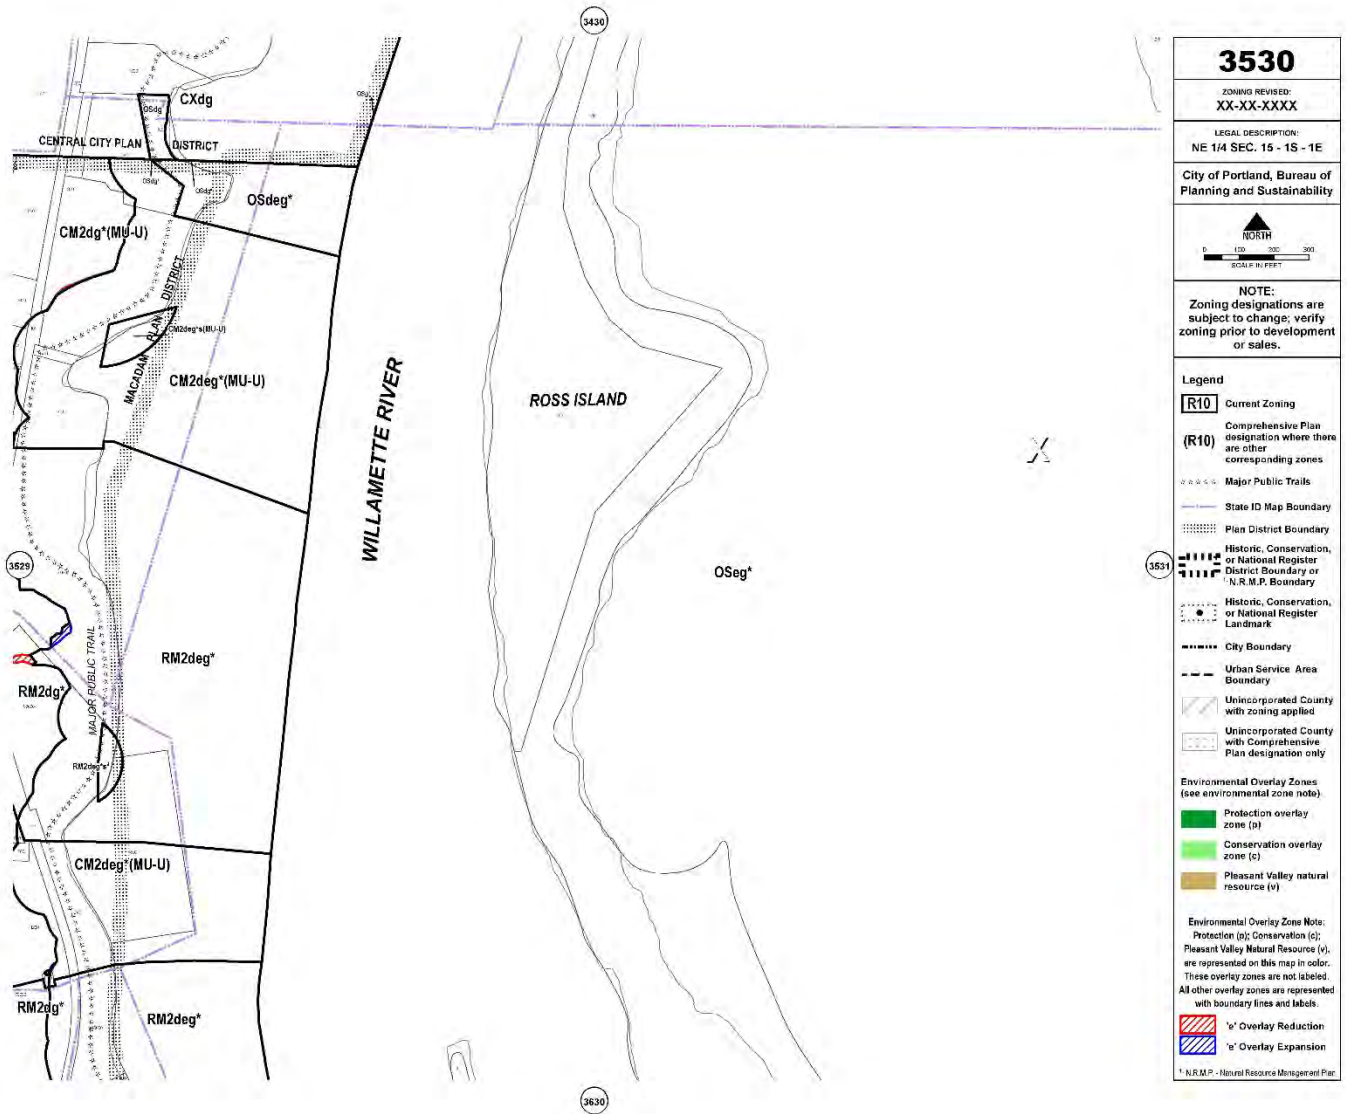 3430
CXdg
OSdg
CENTRAL CITY PLAN DISTRICT
OSdeg*
CM2dg*(MU-U)
MACADAM PLAN DISTRICT
CM2deg*s(MU-U)
CM2deg*(MU-U)
WILLAMETTE RIVER
ROSS ISLAND
3529
3531
OSeg*
MAJOR PUBLIC TRAIL
RM2deg*
RM2dg*
RM2deg*s
CM2deg*(MU-U)
RM2dg*
RM2deg*
3630
3530
ZONING REVISED:
XX-XX-XXXX
LEGAL DESCRIPTION:
NE 1/4 SEC. 15 - 1S - 1E
City of Portland, Bureau of
Planning and Sustainability
NORTH
0 100 200 300
SCALE IN FEET
NOTE:
Zoning designations are
subject to change; verify
zoning prior to development
or sales.
Legend
R10 Current Zoning
(R10) Comprehensive Plan
designation where there
are other
corresponding zones
Major Public Trails
State ID Map Boundary
Plan District Boundary
Historic, Conservation,
or National Register
District Boundary or
¹ N.R.M.P. Boundary
Historic, Conservation,
or National Register
Landmark
City Boundary
Urban Service Area
Boundary
Unincorporated County
with zoning applied
Unincorporated County
with Comprehensive
Plan designation only
Environmental Overlay Zones
(see environmental zone note)
Protection overlay
zone (p)
Conservation overlay
zone (c)
Pleasant Valley natural
resource (v)
Environmental Overlay Zone Note:
Protection (p); Conservation (c);
Pleasant Valley Natural Resource (v),
are represented on this map in color.
These overlay zones are not labeled.
All other overlay zones are represented
with boundary lines and labels.
'e' Overlay Reduction
'e' Overlay Expansion
¹ N.R.M.P. - Natural Resource Management Plan